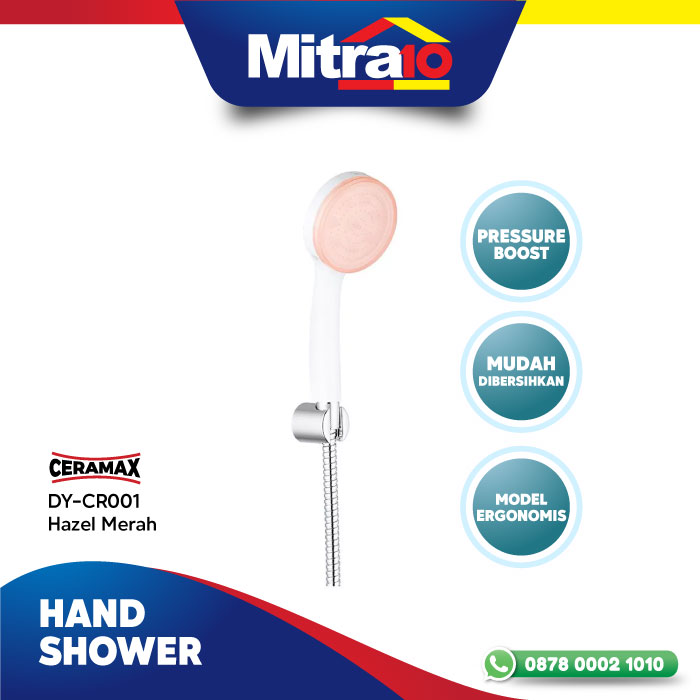 Mitra10
PRESSURE
BOOST
MUDAH
DIBERSIHKAN
MODEL
ERGONOMIS
CERAMAX
DY-CR001
Hazel Merah
HAND
SHOWER
0878 0002 1010